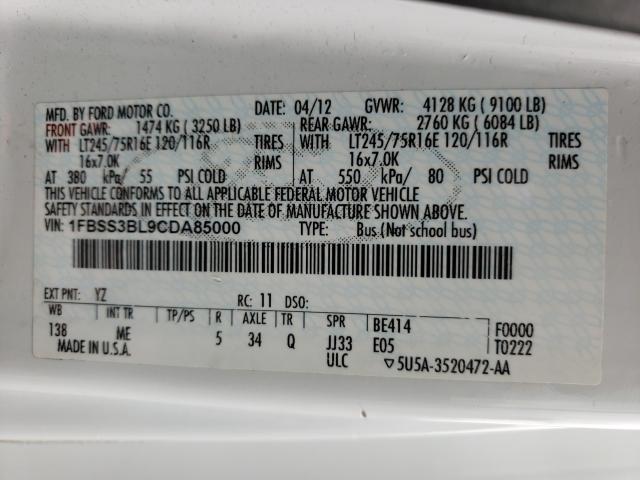 MFD. BY FORD MOTOR CO. DATE: 04/12 GVWR: 4128 KG ( 9100 LB)
FRONT GAWR: 1474 KG ( 3250 LB) REAR GAWR: 2760 KG ( 6084 LB)
WITH LT245/75R16E 120/116R TIRES WITH LT245/75R16E 120/116R TIRES
16x7.0K RIMS 16x7.0K RIMS
AT 380 kPa/ 55 PSI COLD AT 550 kPa/ 80 PSI COLD
THIS VEHICLE CONFORMS TO ALL APPLICABLE FEDERAL MOTOR VEHICLE
SAFETY STANDARDS IN EFFECT ON THE DATE OF MANUFACTURE SHOWN ABOVE.
VIN: 1FBSS3BL9CDA85000 TYPE: Bus (Not school bus)
EXT PNT: YZ RC: 11 DSO:
WB INT TR TP/PS R AXLE TR SPR BE414 F0000
138 ME 5 34 Q JJ33 E05 T0222
MADE IN U.S.A. ULC ▽5U5A-3520472-AA